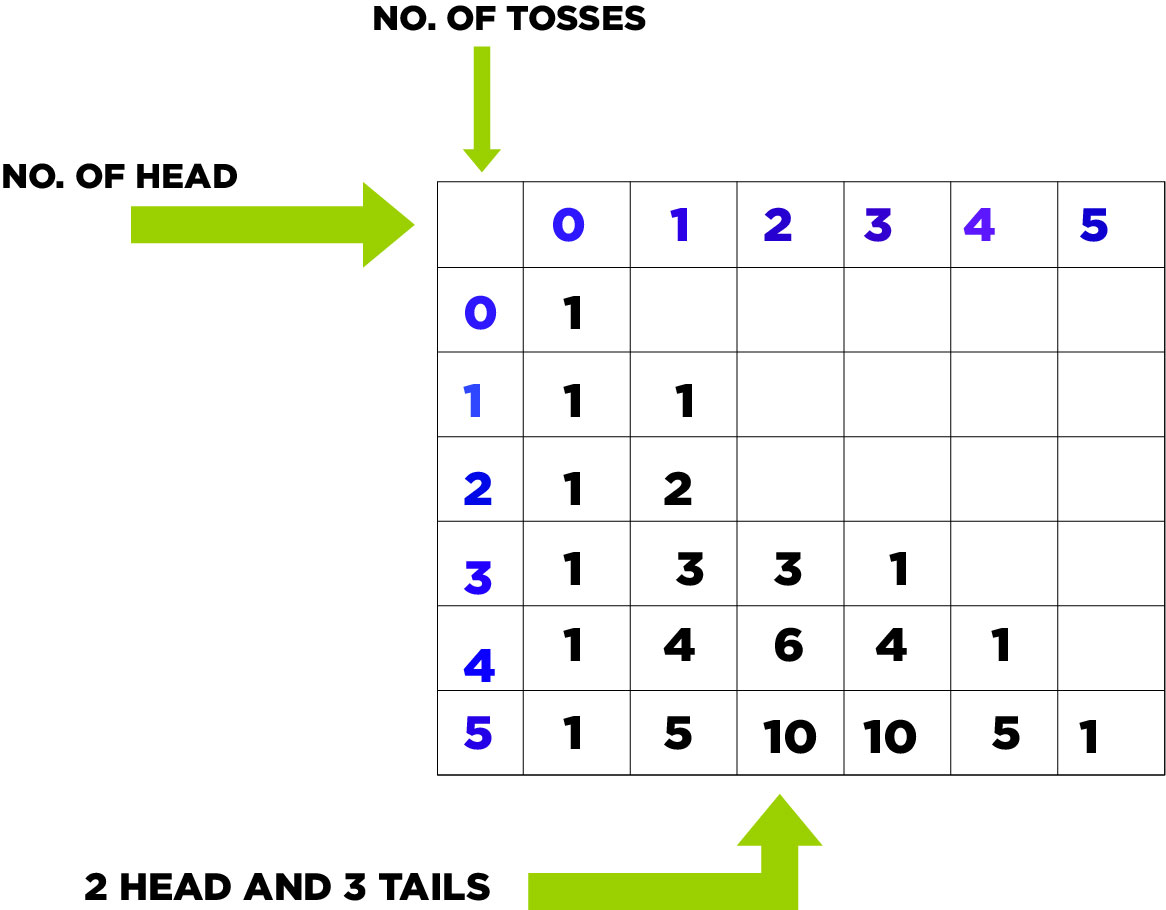 NO. OF TOSSES
NO. OF HEAD
0 1 2 3 4 5
0 1
1 1 1
2 1 2
3 1 3 3 1
4 1 4 6 4 1
5 1 5 10 10 5 1
2 HEAD AND 3 TAILS